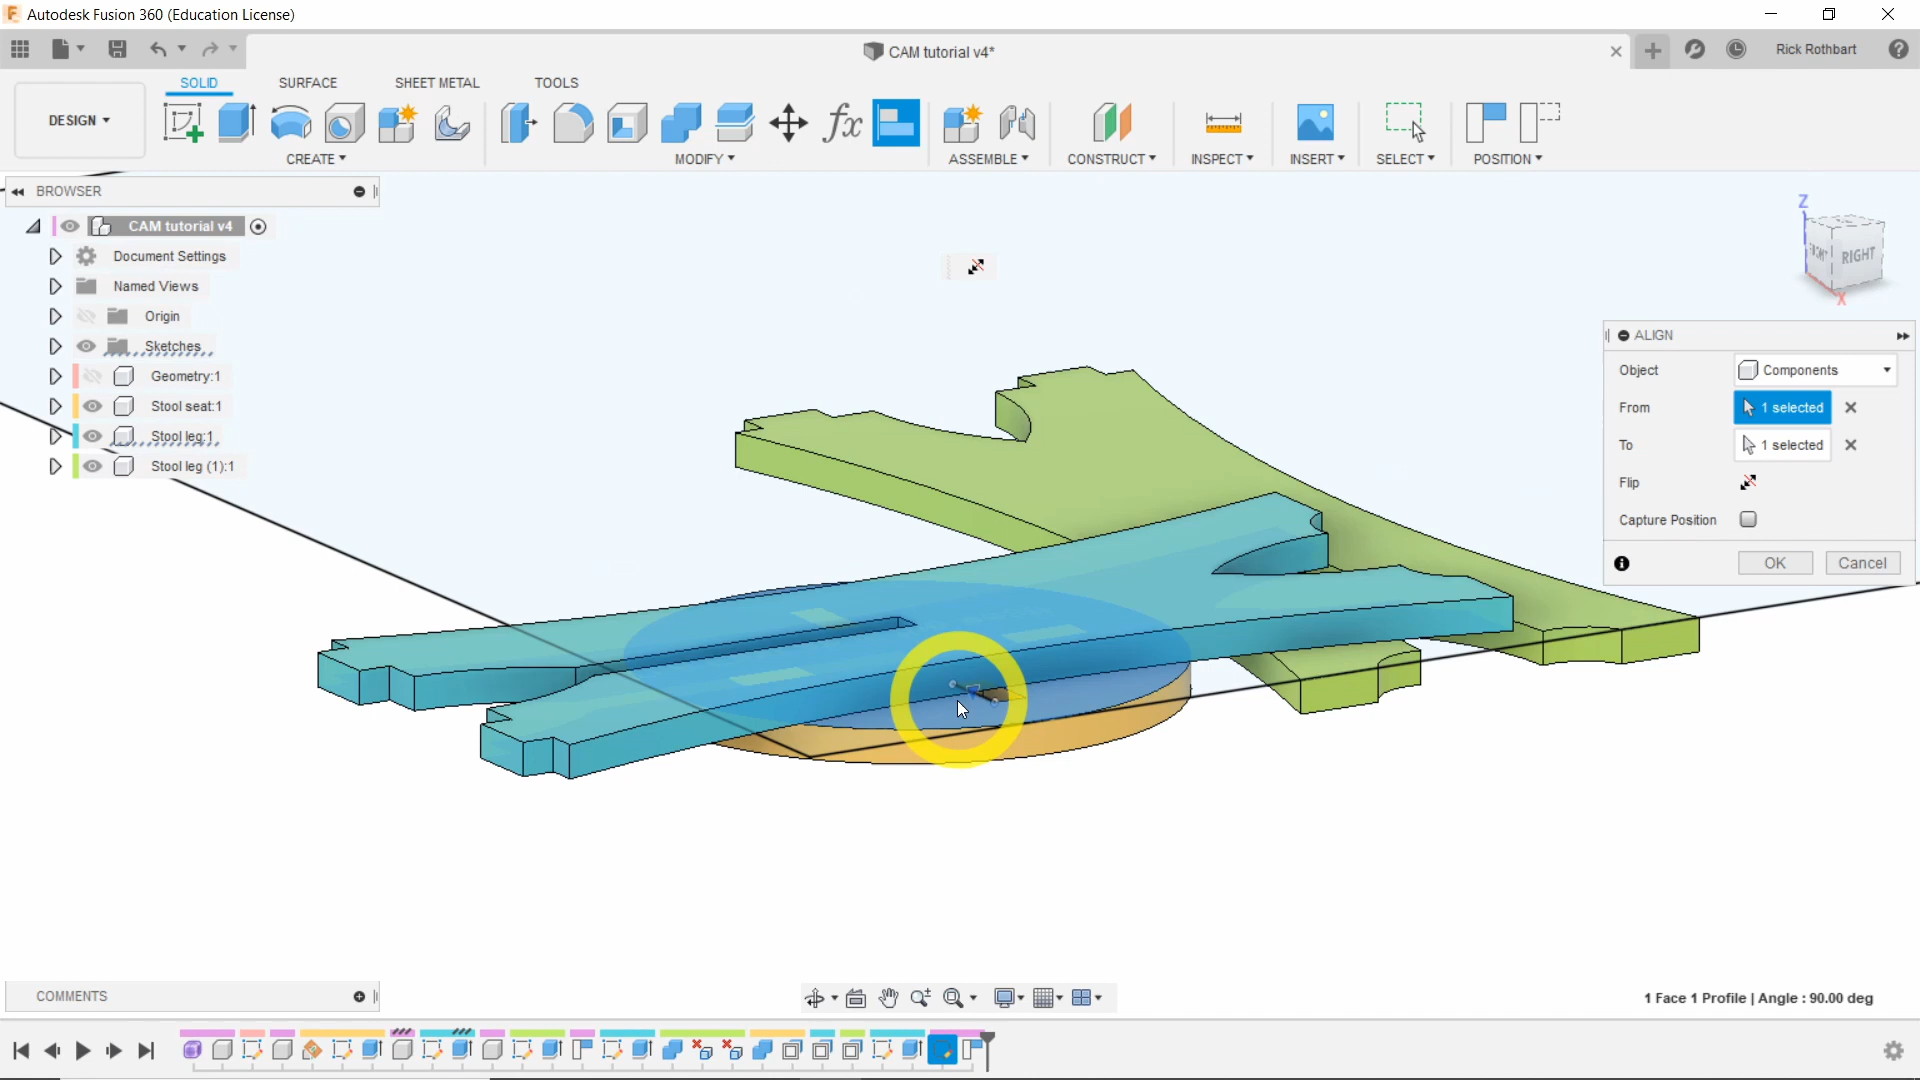 Autodesk Fusion 360 (Education License)
CAM tutorial v4*
Rick Rothbart
SOLID
SURFACE
SHEET METAL
TOOLS
DESIGN
CREATE
MODIFY
ASSEMBLE
CONSTRUCT
INSPECT
INSERT
SELECT
POSITION
BROWSER
CAM tutorial v4
Document Settings
Named Views
Origin
Sketches
Geometry:1
Stool seat:1
Stool leg:1
Stool leg (1):1
Z
FRONT
RIGHT
X
ALIGN
Object
Components
From
1 selected
To
1 selected
Flip
Capture Position
OK
Cancel
COMMENTS
1 Face 1 Profile | Angle : 90.00 deg